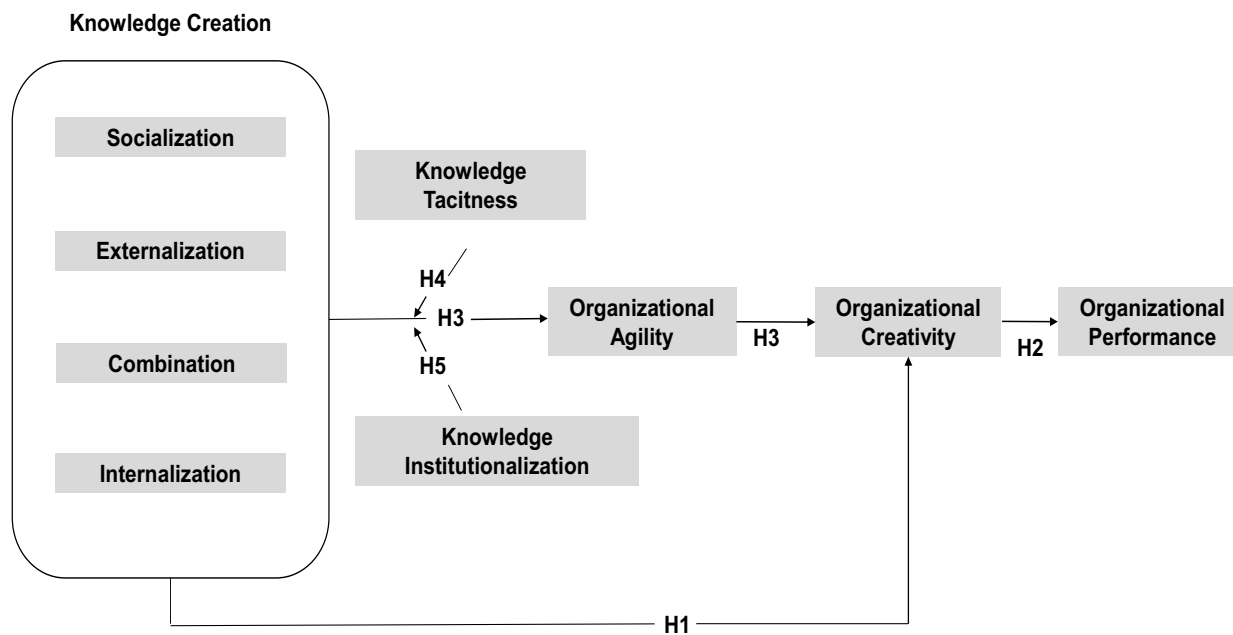 Knowledge Creation
Socialization
Externalization
Combination
Internalization
Knowledge
Tacitness
H4
H3
H5
Knowledge
Institutionalization
Organizational
Agility
H3
Organizational
Creativity
H2
Organizational
Performance
H1